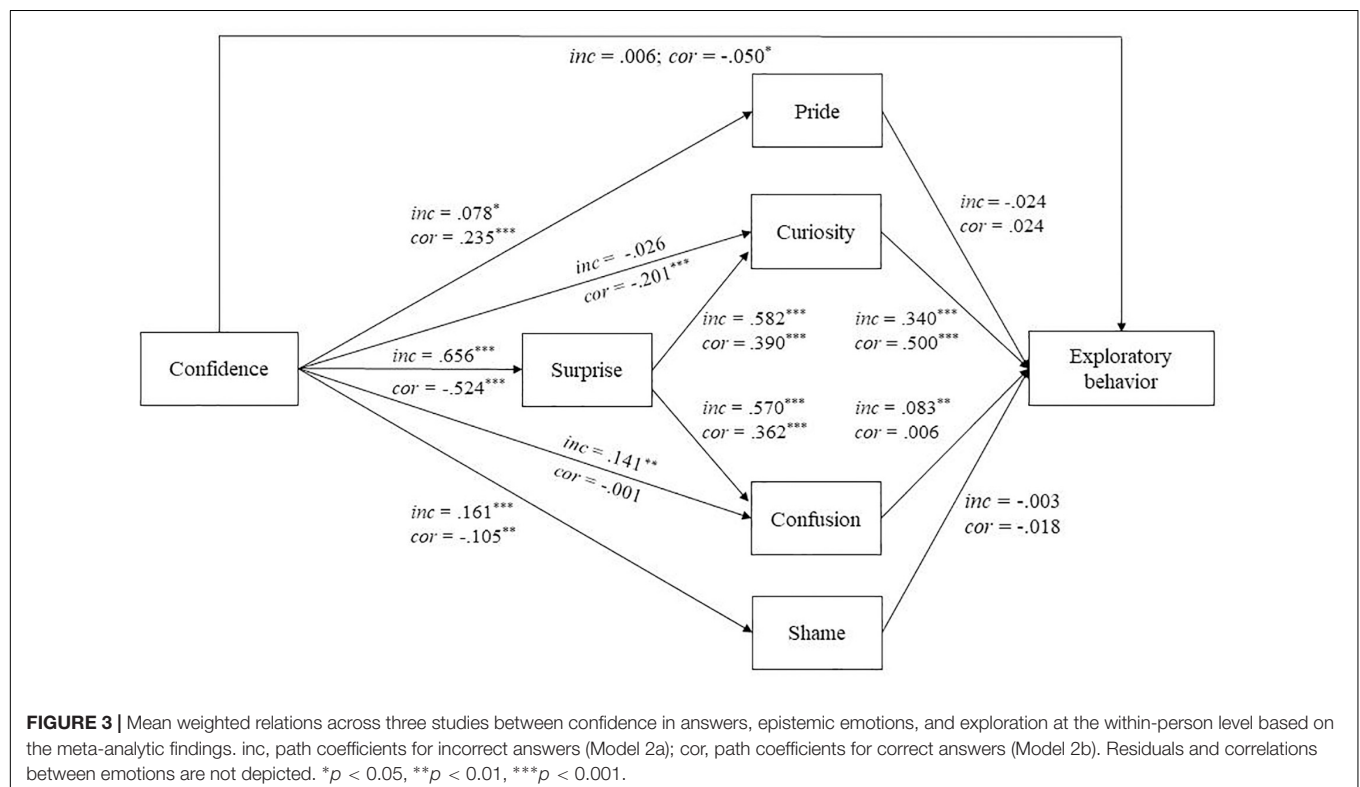 inc = .006; cor = -.050*
Pride
inc = .078*
cor = .235***
inc = -.024
cor = .024
Curiosity
inc = -.026
cor = -.201***
inc = .582***
cor = .390***
inc = .340***
cor = .500***
Confidence
inc = .656***
cor = -.524***
Surprise
Exploratory
behavior
inc = .570***
cor = .362***
inc = .083**
cor = .006
inc = .141**
cor = -.001
Confusion
inc = .161***
cor = -.105**
inc = -.003
cor = -.018
Shame
FIGURE 3 | Mean weighted relations across three studies between confidence in answers, epistemic emotions, and exploration at the within-person level based on
the meta-analytic findings. inc, path coefficients for incorrect answers (Model 2a); cor, path coefficients for correct answers (Model 2b). Residuals and correlations
between emotions are not depicted. *p < 0.05, **p < 0.01, ***p < 0.001.